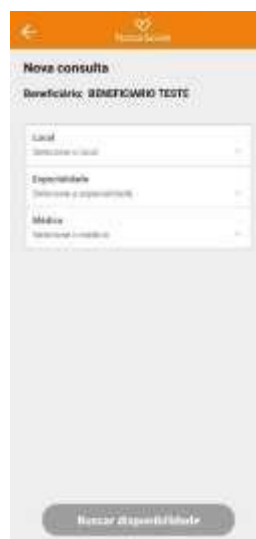 Nova consulta
Beneficiário: BENEFICIARIO TESTE
Local
Selecione o local
Especialidade
Selecione a especialidade
Médico
Selecione o médico
Buscar disponibilidade